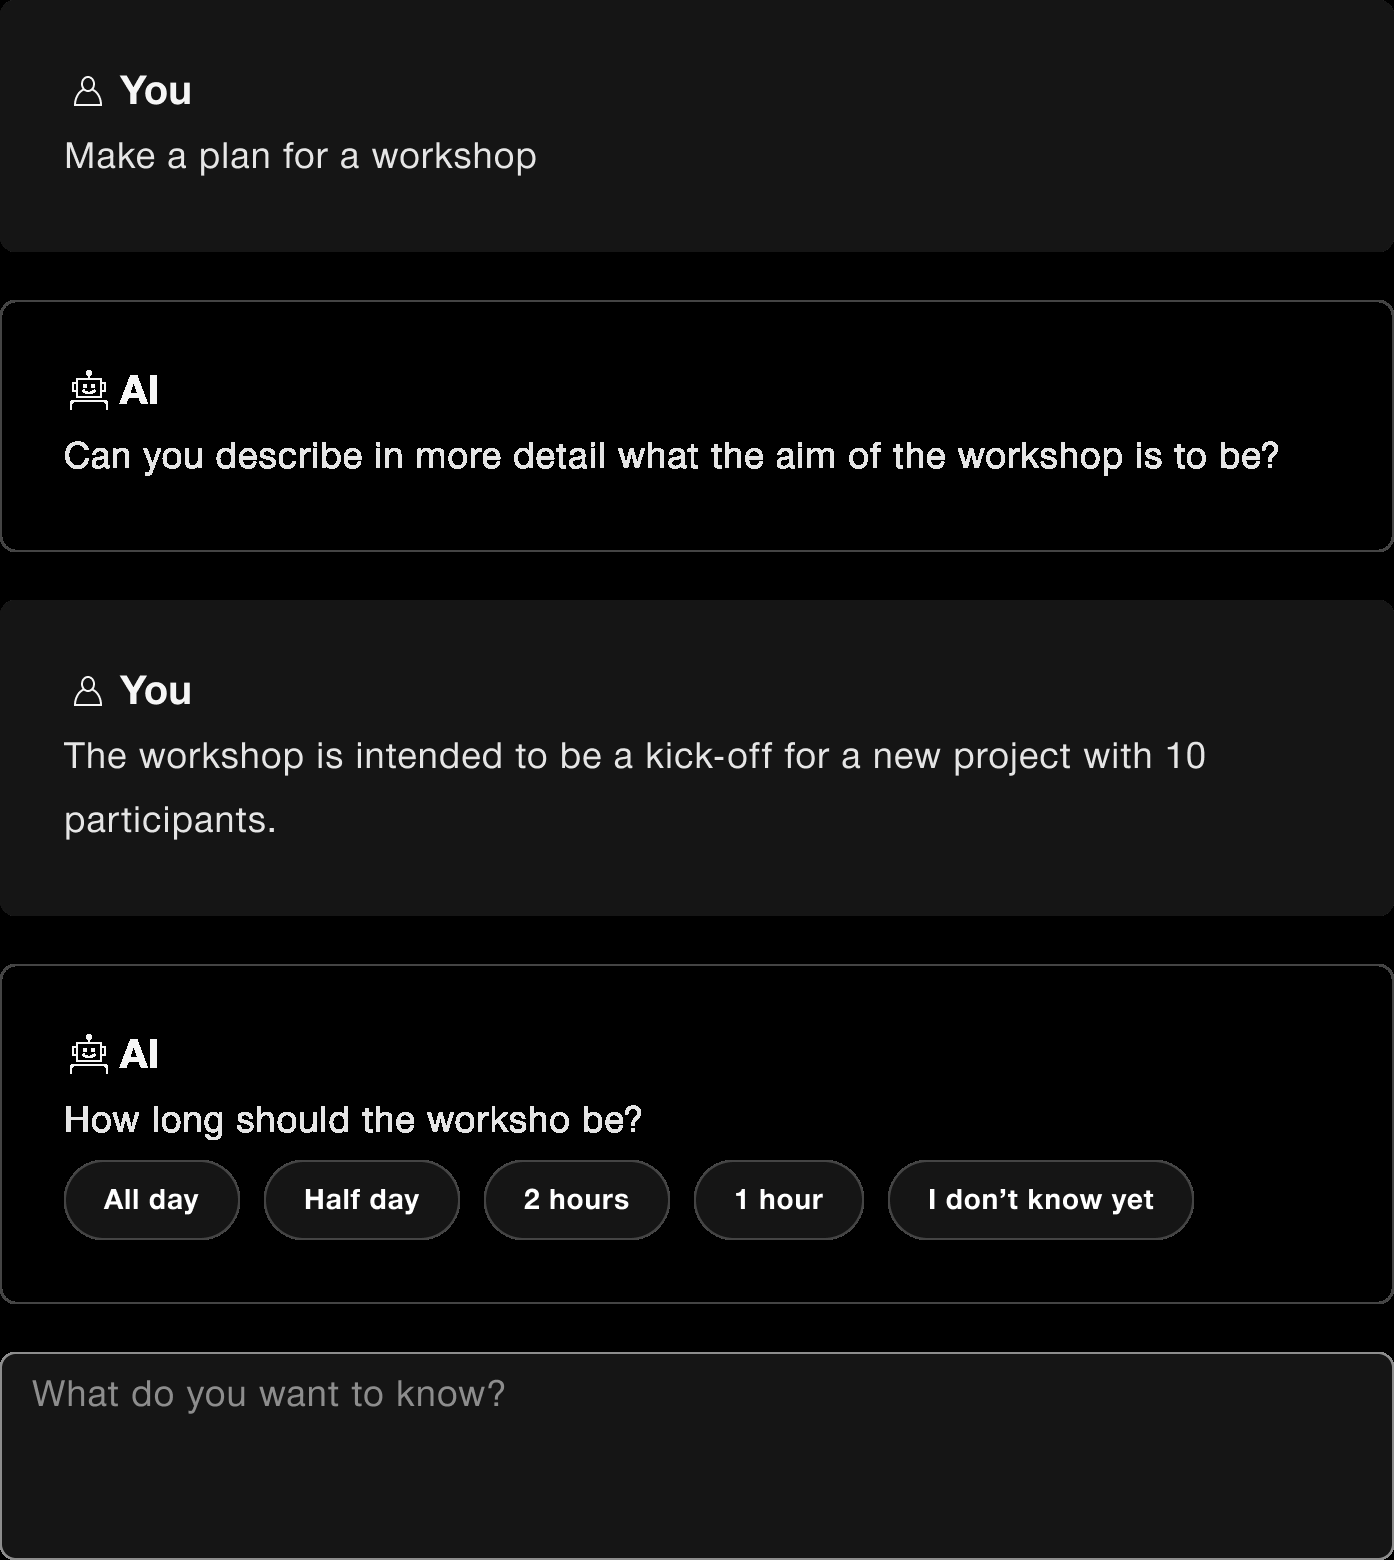 You
Make a plan for a workshop
AI
Can you describe in more detail what the aim of the workshop is to be?
You
The workshop is intended to be a kick-off for a new project with 10
participants.
AI
How long should the worksho be?
All day
Half day
2 hours
1 hour
I don’t know yet
What do you want to know?